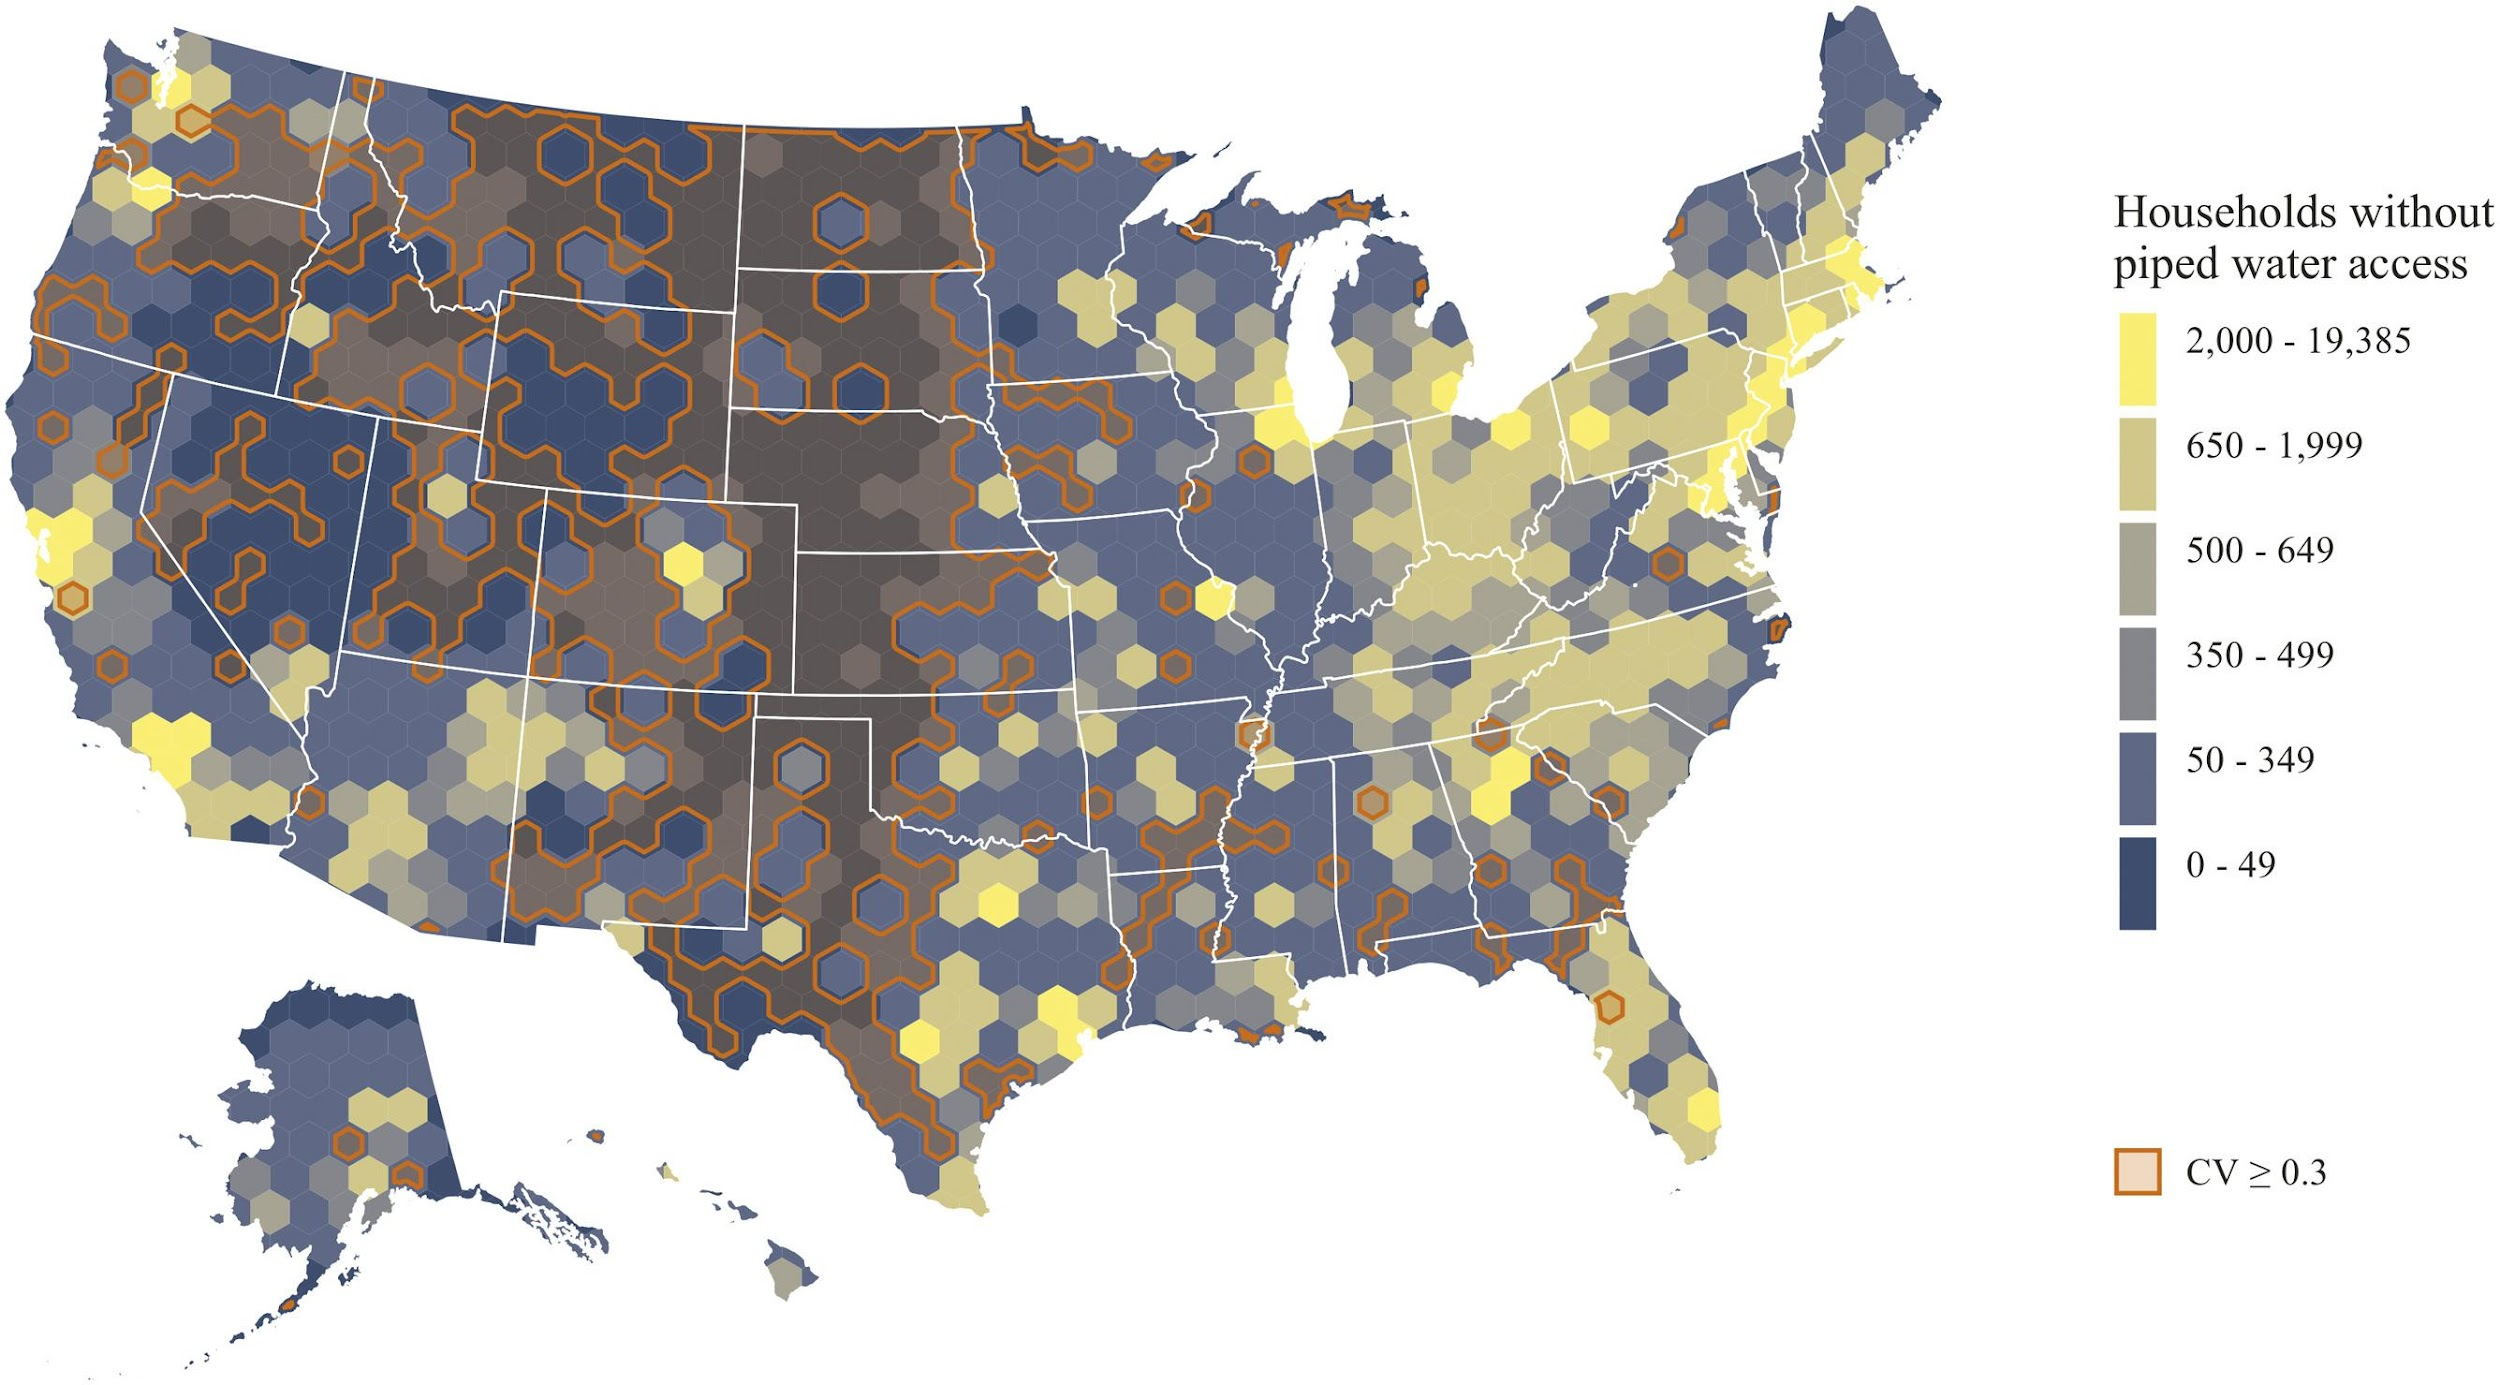 Households without
piped water access
2,000 - 19,385
650 - 1,999
500 - 649
350 - 499
50 - 349
0 - 49
CV ≥ 0.3